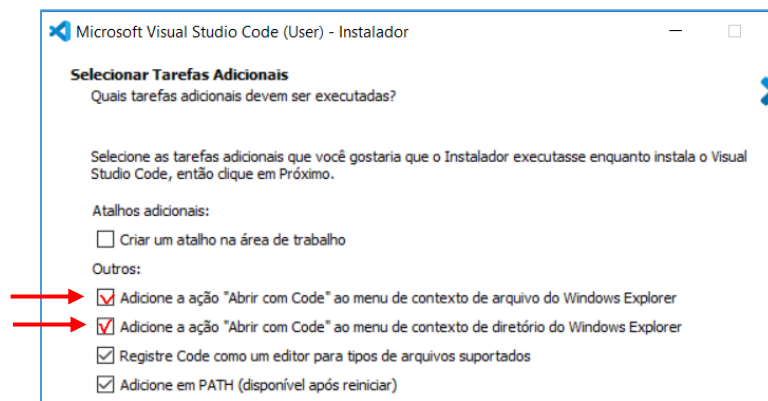 Microsoft Visual Studio Code (User) - Instalador
Selecionar Tarefas Adicionais
Quais tarefas adicionais devem ser executadas?
Selecione as tarefas adicionais que você gostaria que o Instalador executasse enquanto instala o Visual
Studio Code, então clique em Próximo.
Atalhos adicionais:
Criar um atalho na área de trabalho
Outros:
Adicione a ação "Abrir com Code" ao menu de contexto de arquivo do Windows Explorer
Adicione a ação "Abrir com Code" ao menu de contexto de diretório do Windows Explorer
Registre Code como um editor para tipos de arquivos suportados
Adicione em PATH (disponível após reiniciar)